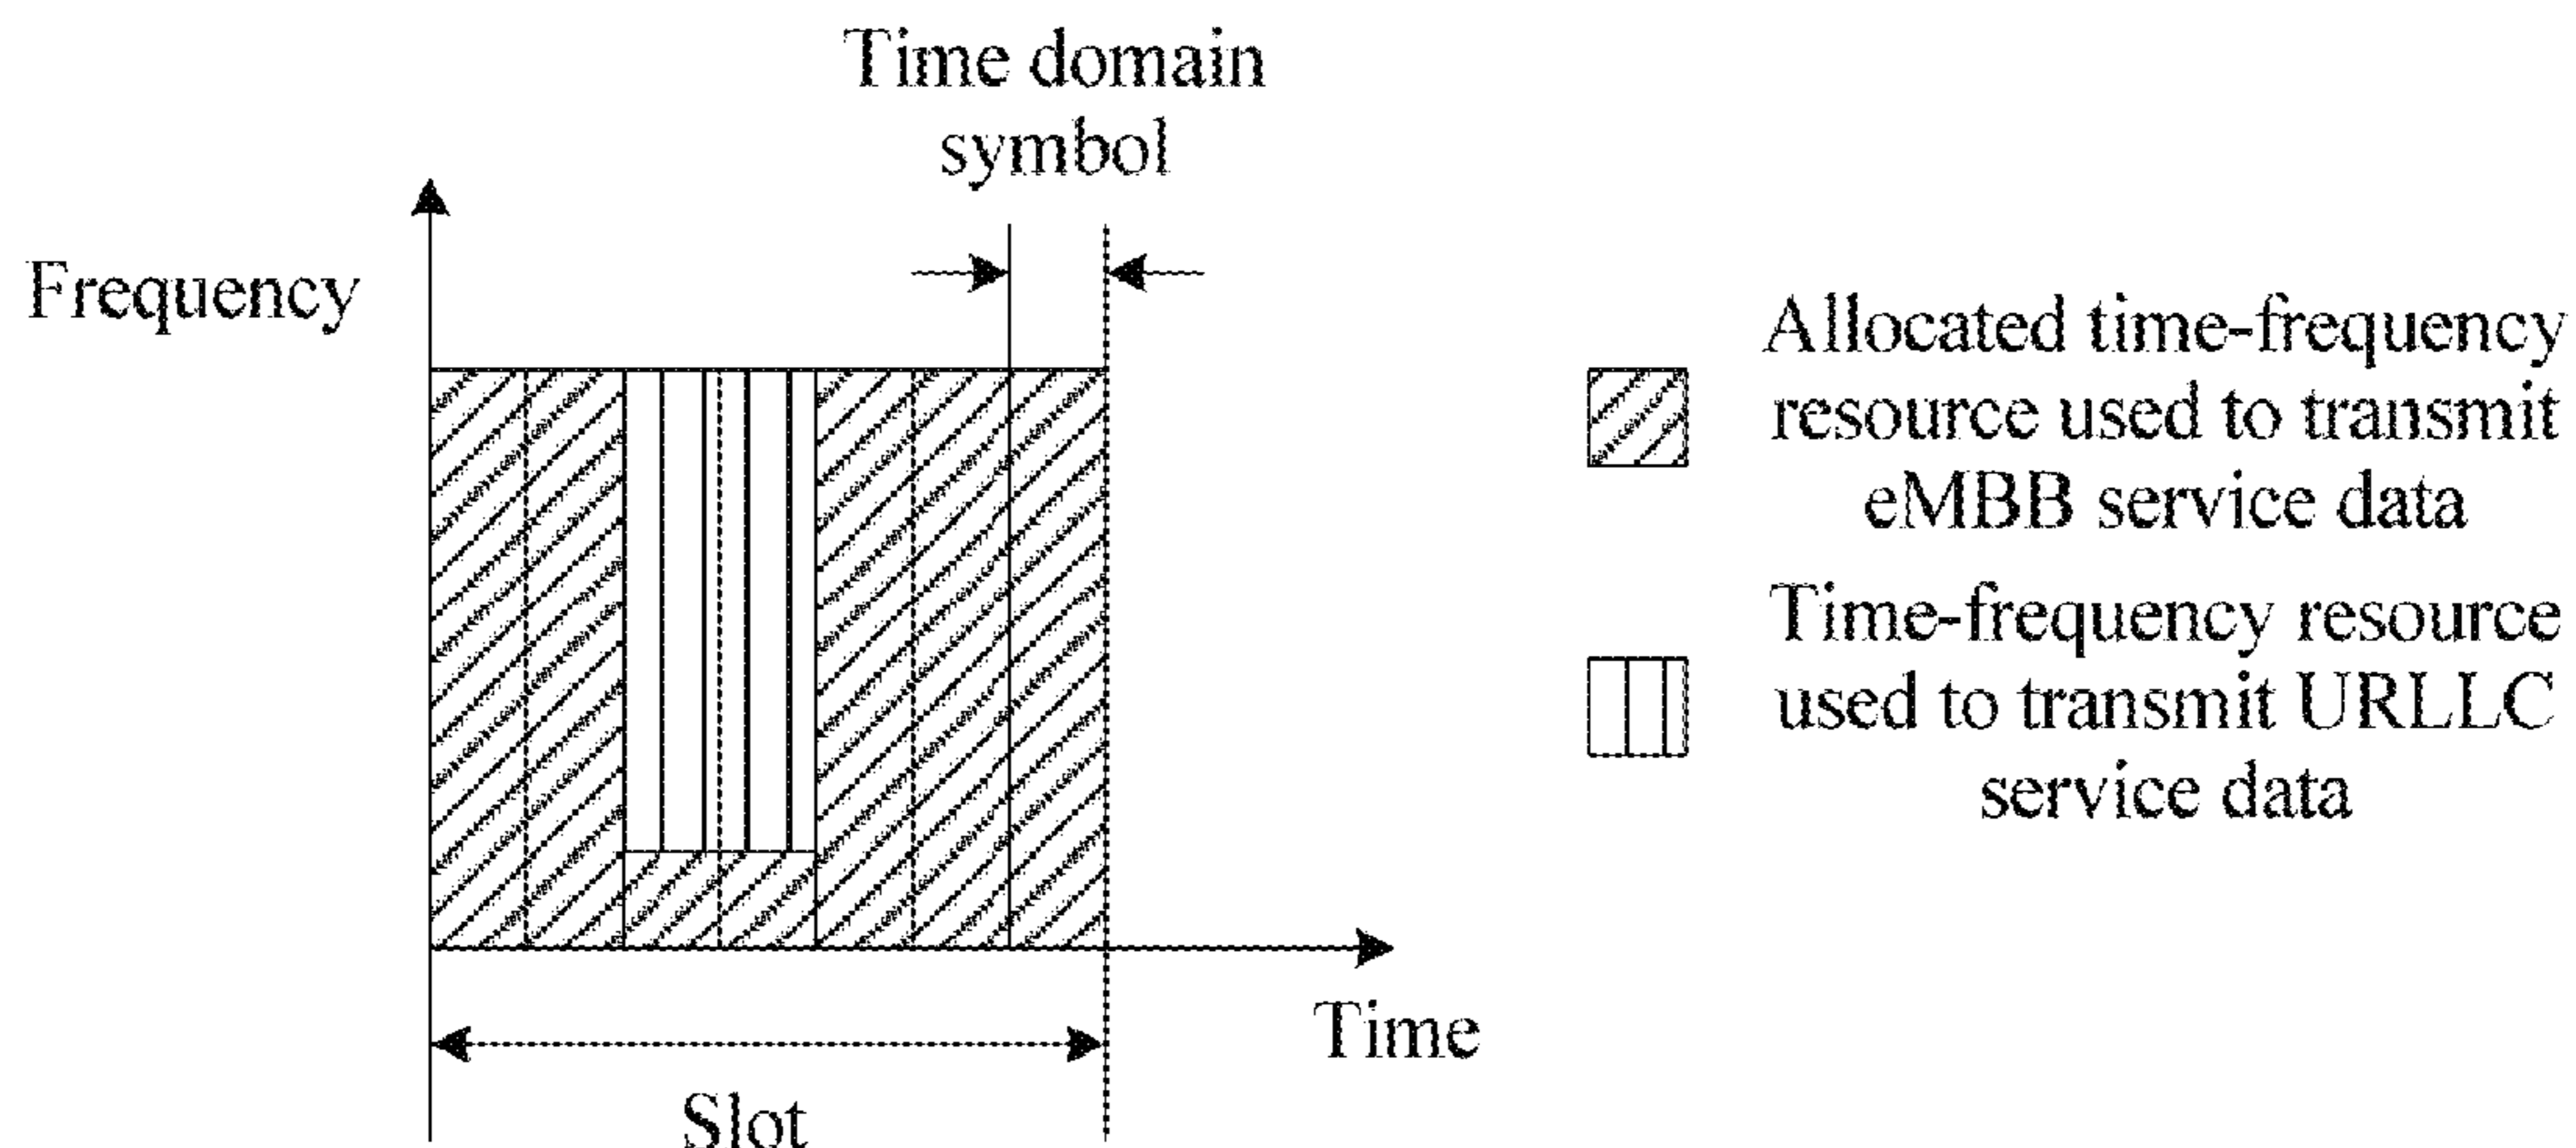 Time domain
symbol
Frequency
Allocated time-frequency
resource used to transmit
eMBB service data
Time-frequency resource
used to transmit URLLC
service data
Time
Slot